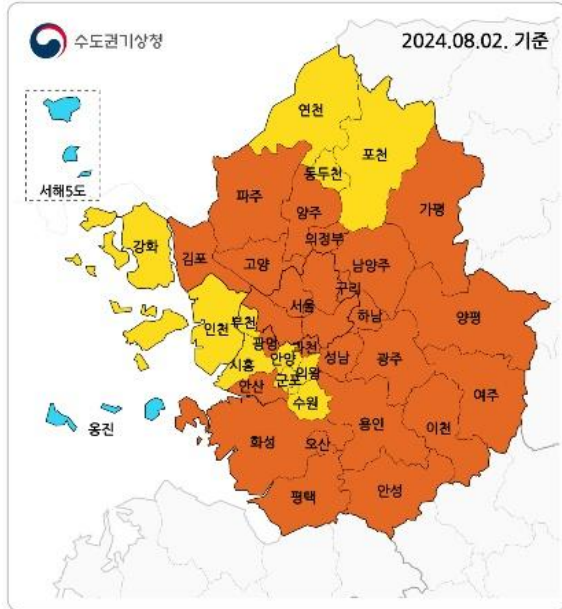 수도권기상청
2024.08.02. 기준
연천
포천
동두천
서해5도
파주
양주
가평
강화
의정부
김포
고양
남양주
구리
서울
하남
양평
인천
부천
광명
과천
안양
성남
광주
시흥
의왕
군포
안산
수원
여주
옹진
용인
이천
화성
오산
평택
안성